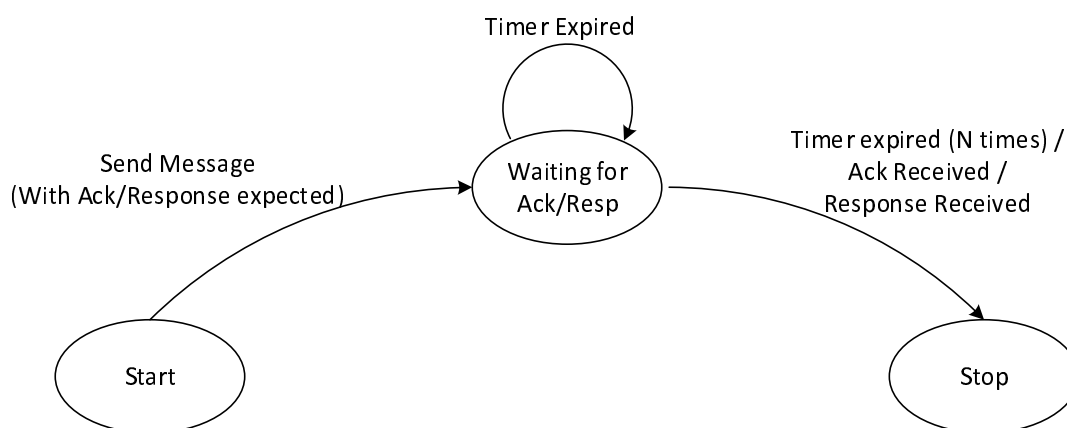 Timer Expired
Send Message
(With Ack/Response expected)
Waiting for
Ack/Resp
Timer expired (N times) /
Ack Received /
Response Received
Start
Stop